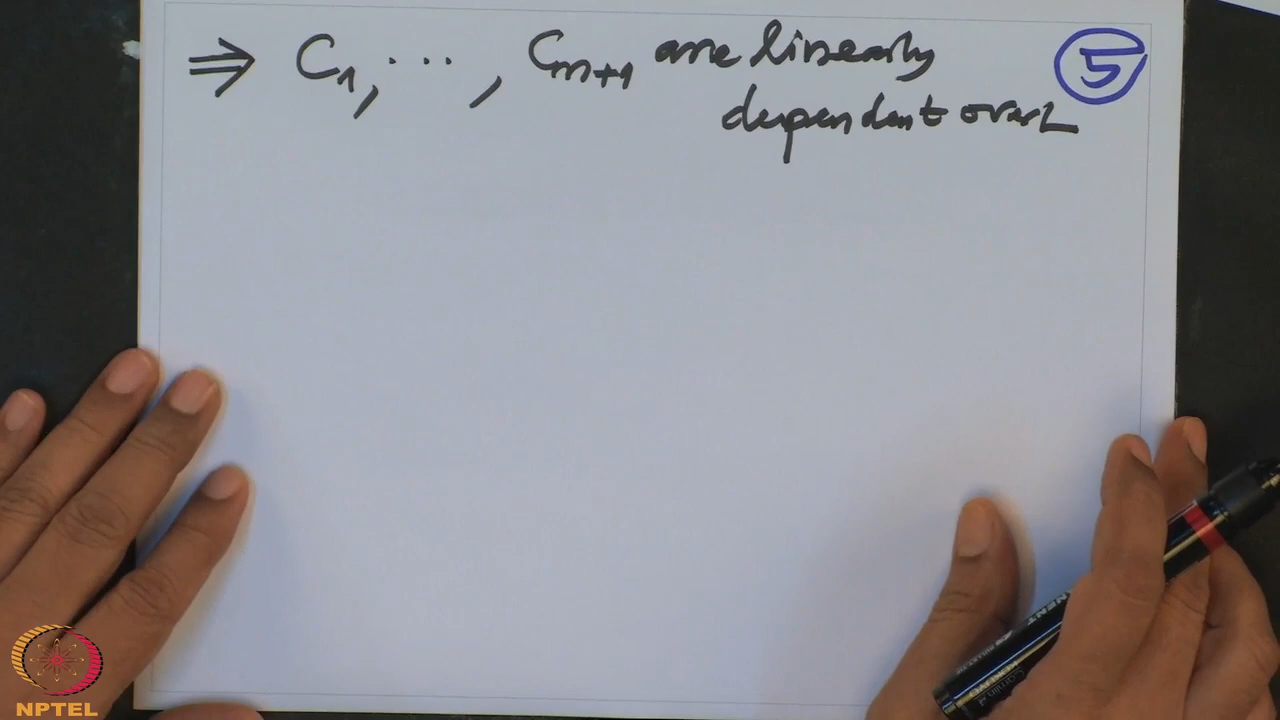 ⇒ C₁, ⋯, Cₘ₊₁ are linearly ⑤
dependent over L
NPTEL